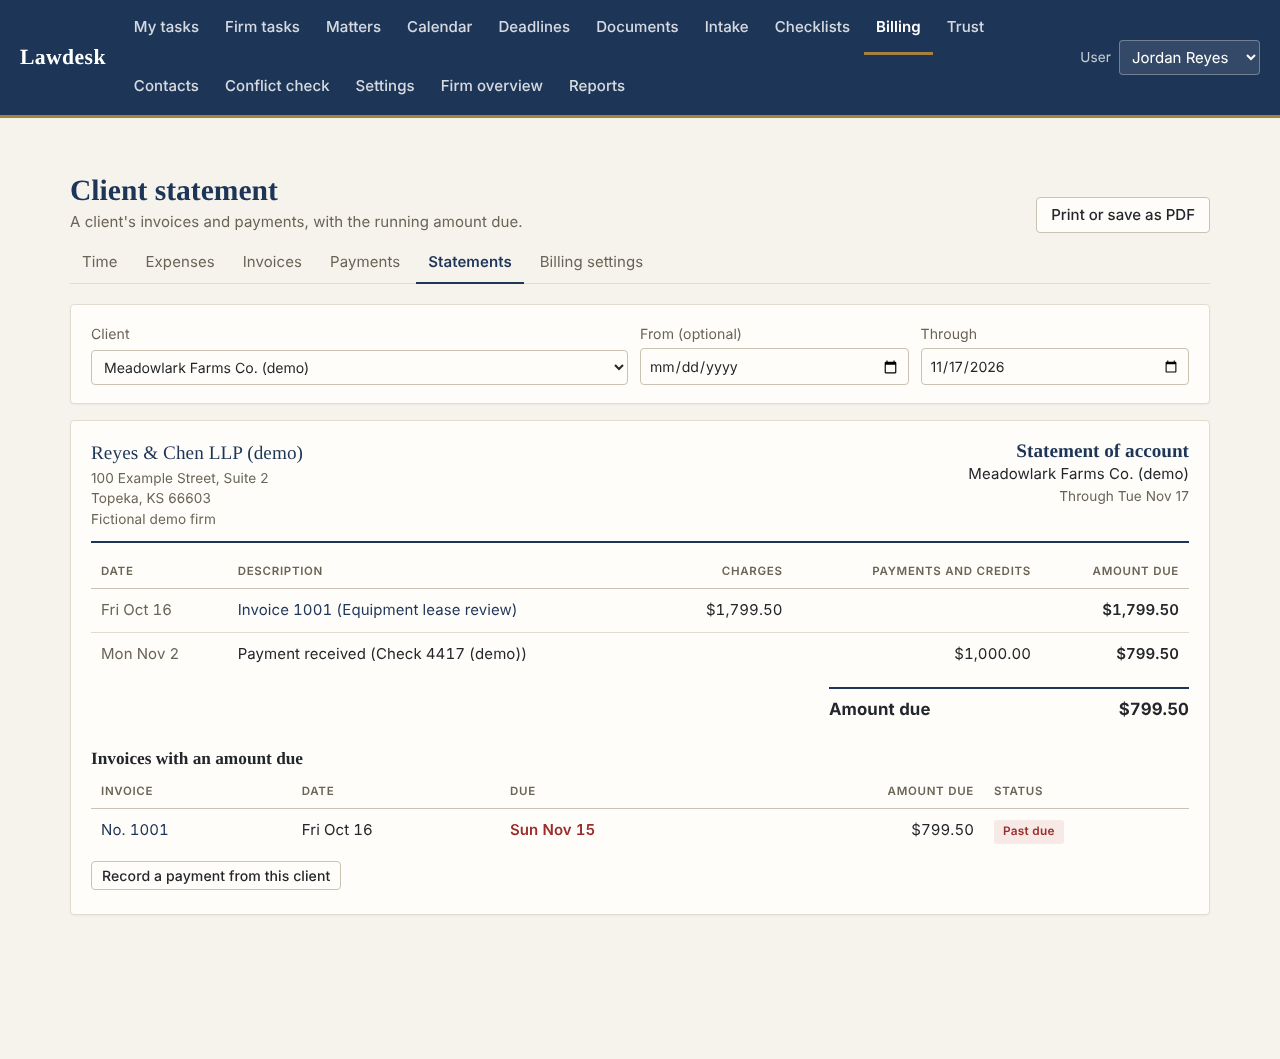 Lawdesk
My tasks Firm tasks Matters Calendar Deadlines Documents Intake Checklists Billing Trust
Contacts Conflict check Settings Firm overview Reports
User Jordan Reyes
Client statement
A client's invoices and payments, with the running amount due.
Print or save as PDF
Time Expenses Invoices Payments Statements Billing settings
Client From (optional) Through
Meadowlark Farms Co. (demo) mm/dd/yyyy 11/17/2026
Reyes & Chen LLP (demo)
100 Example Street, Suite 2
Topeka, KS 66603
Fictional demo firm
Statement of account
Meadowlark Farms Co. (demo)
Through Tue Nov 17
DATE DESCRIPTION CHARGES PAYMENTS AND CREDITS AMOUNT DUE
Fri Oct 16 Invoice 1001 (Equipment lease review) $1,799.50 $1,799.50
Mon Nov 2 Payment received (Check 4417 (demo)) $1,000.00 $799.50
Amount due $799.50
Invoices with an amount due
INVOICE DATE DUE AMOUNT DUE STATUS
No. 1001 Fri Oct 16 Sun Nov 15 $799.50 Past due
Record a payment from this client